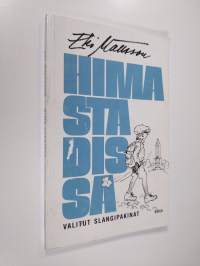 Eki Mattsson
HIMA
STA
DIS
SA
VALITUT SLANGIPAKINAT